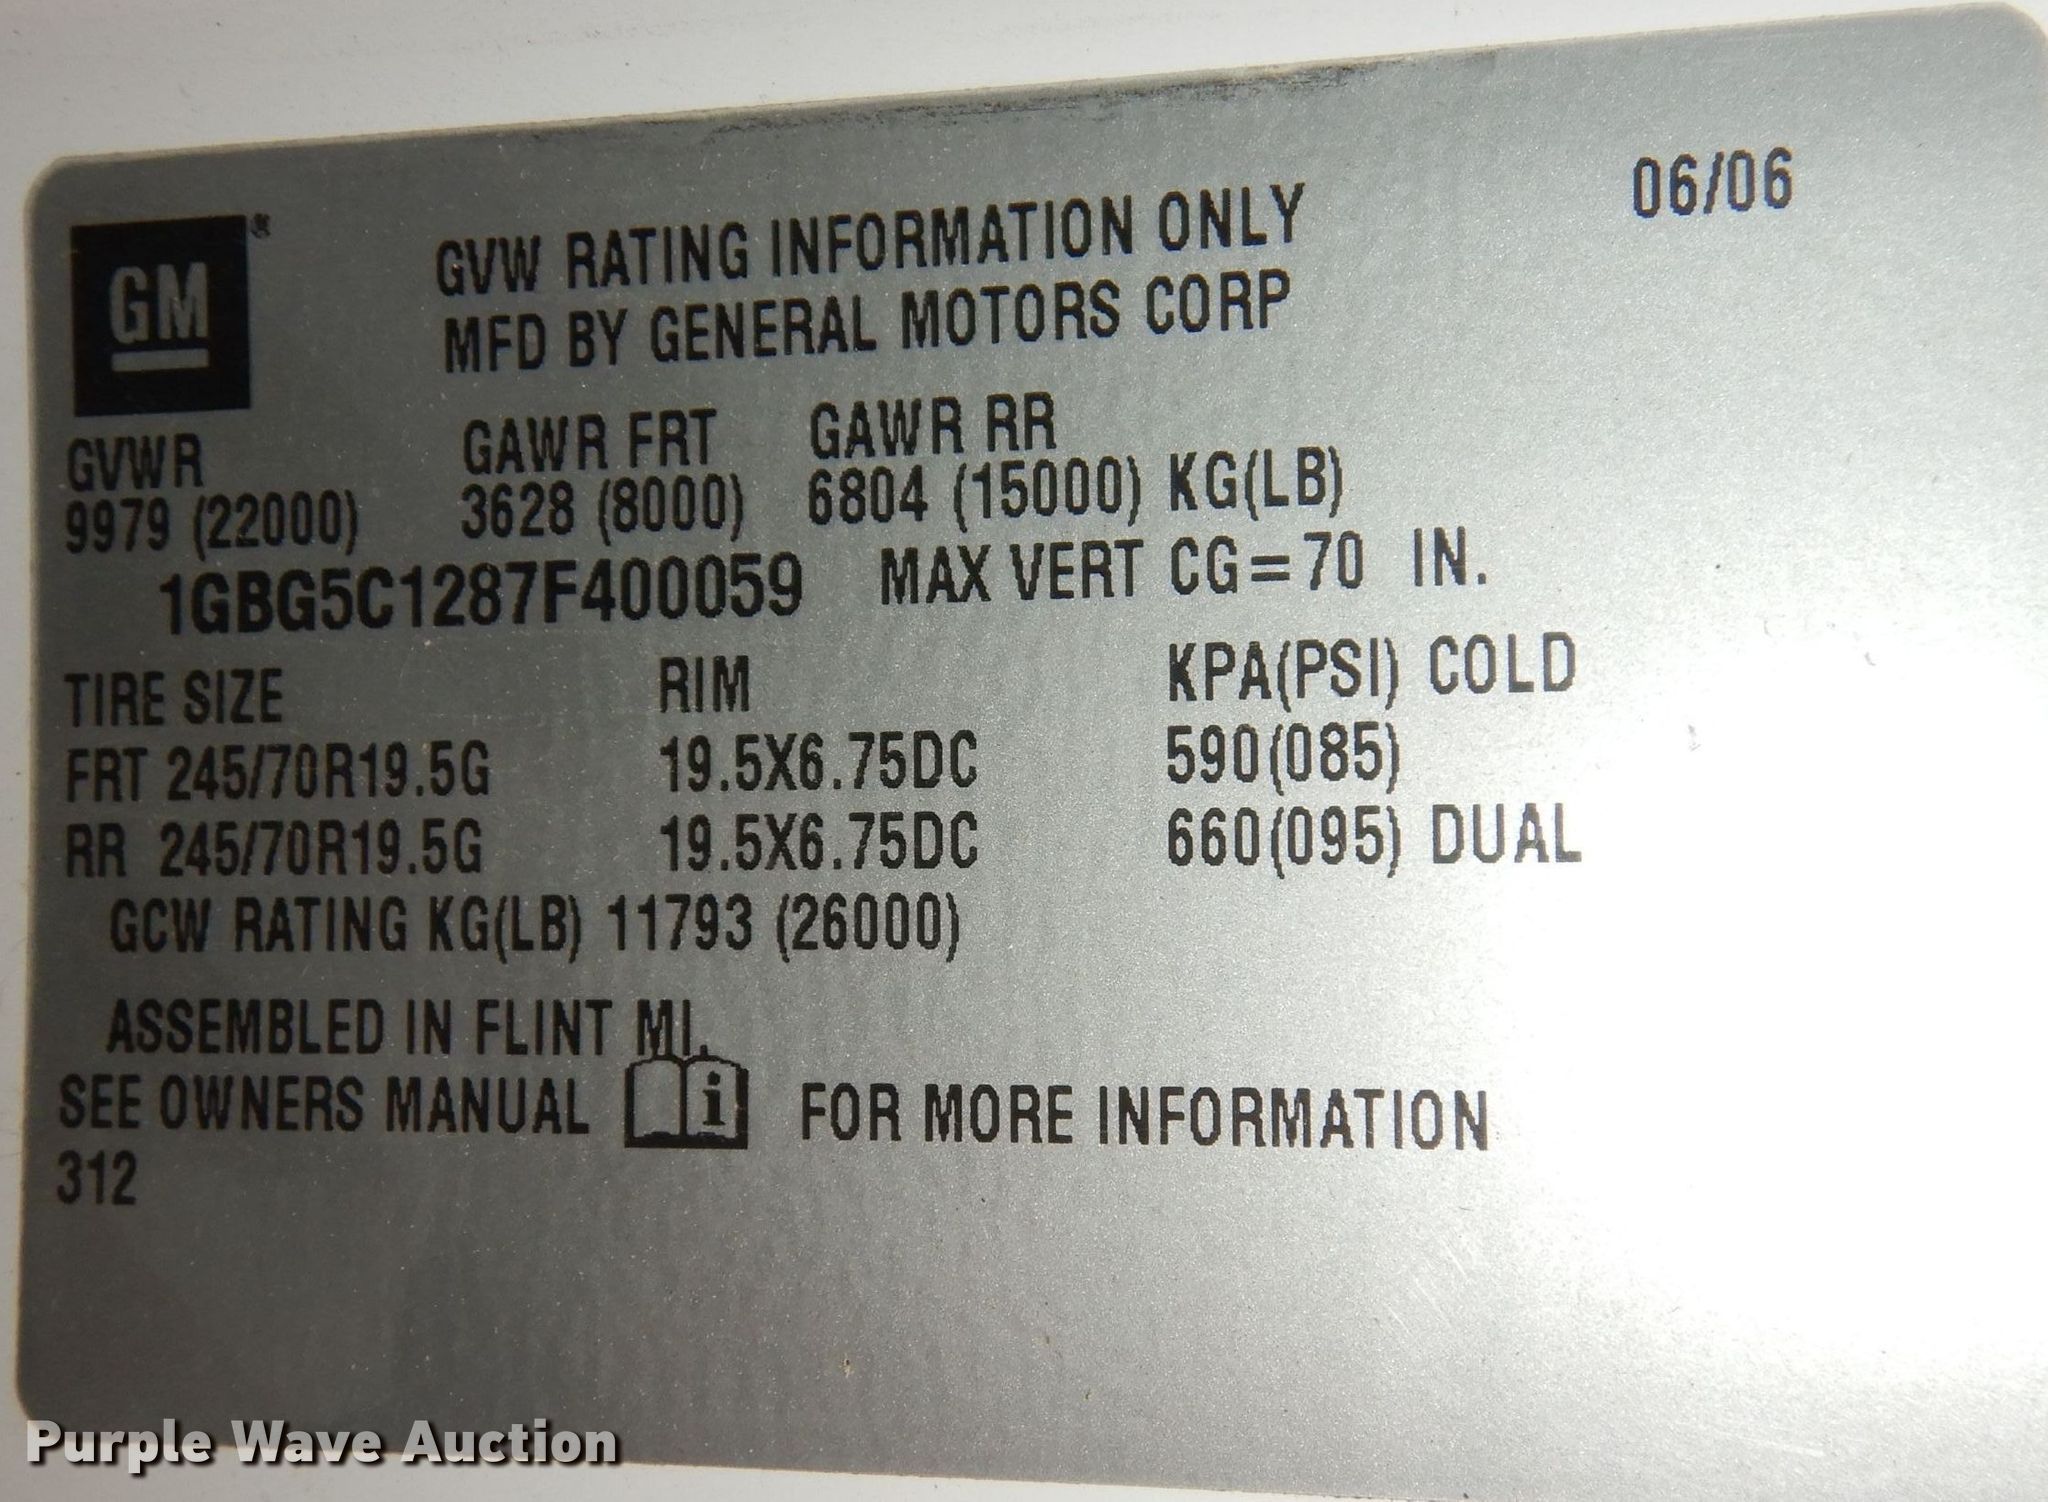 06/06
GM®
GVW RATING INFORMATION ONLY
MFD BY GENERAL MOTORS CORP
GVWR GAWR FRT GAWR RR
9979 (22000) 3628 (8000) 6804 (15000) KG(LB)
1GBG5C1287F400059 MAX VERT CG=70 IN.
TIRE SIZE RIM KPA(PSI) COLD
FRT 245/70R19.5G 19.5X6.75DC 590(085)
RR 245/70R19.5G 19.5X6.75DC 660(095) DUAL
GCW RATING KG(LB) 11793 (26000)
ASSEMBLED IN FLINT MI.
SEE OWNERS MANUAL i FOR MORE INFORMATION
312
Purple Wave Auction